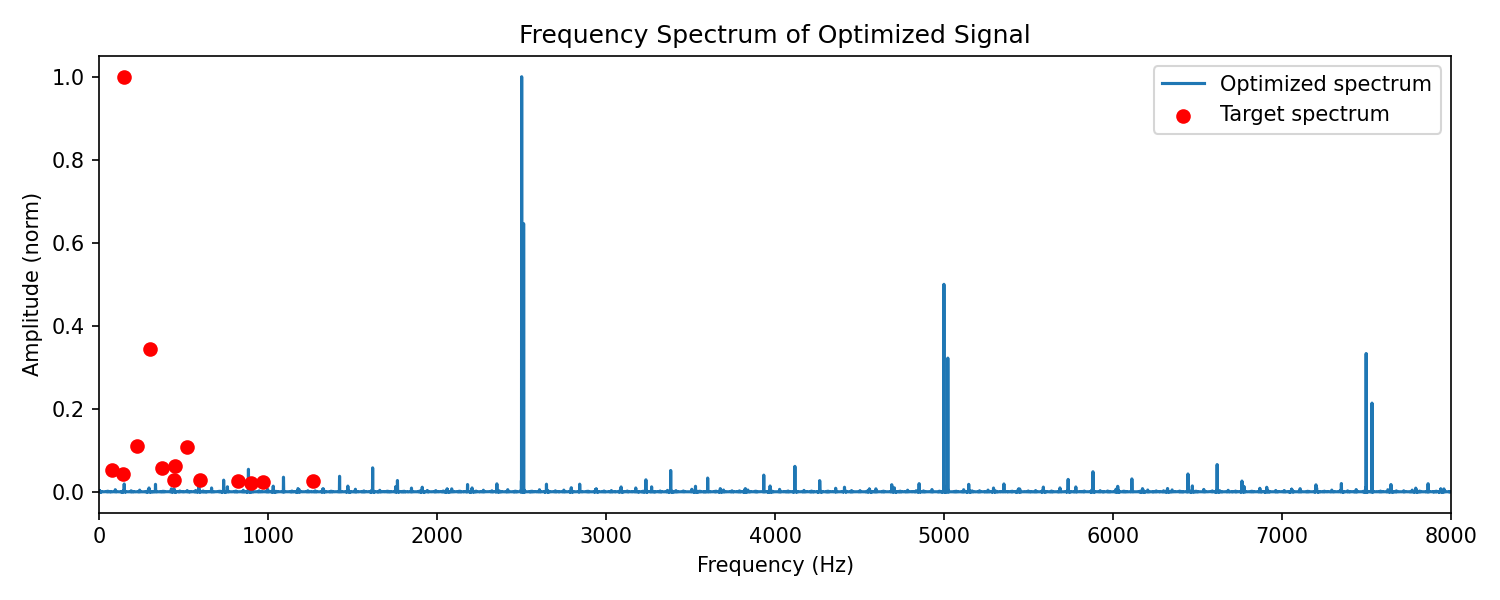 Frequency Spectrum of Optimized Signal
Optimized spectrum
Target spectrum
Amplitude (norm)
1.0
0.8
0.6
0.4
0.2
0.0
0 1000 2000 3000 4000 5000 6000 7000 8000
Frequency (Hz)